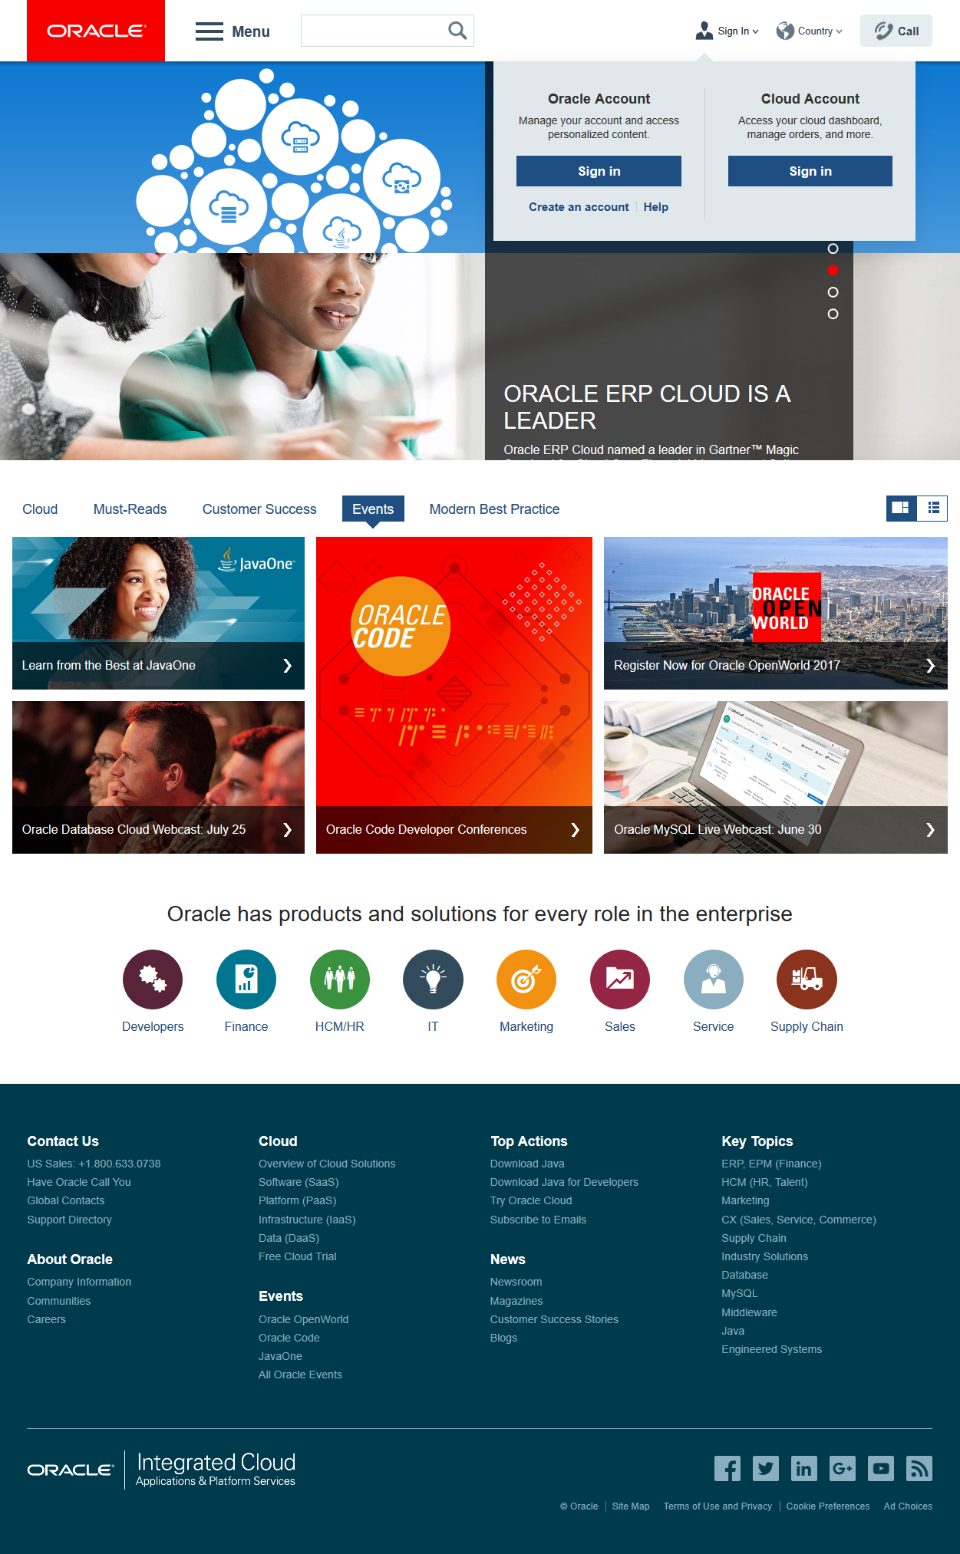 ORACLE
Menu
Sign In
Country
Call
Oracle Account
Manage your account and access
personalized content.
Sign in
Create an account
Help
Cloud Account
Access your cloud dashboard,
manage orders, and more.
Sign in
ORACLE ERP CLOUD IS A
LEADER
Oracle ERP Cloud named a leader in Gartner™ Magic
Cloud
Must-Reads
Customer Success
Events
Modern Best Practice
JavaOne
Learn from the Best at JavaOne
ORACLE
CODE
Oracle Code Developer Conferences
ORACLE
OPEN
WORLD
Register Now for Oracle OpenWorld 2017
Oracle Database Cloud Webcast: July 25
Oracle MySQL Live Webcast: June 30
Oracle has products and solutions for every role in the enterprise
Developers
Finance
HCM/HR
IT
Marketing
Sales
Service
Supply Chain
Contact Us
US Sales: +1.800.633.0738
Have Oracle Call You
Global Contacts
Support Directory
About Oracle
Company Information
Communities
Careers
Cloud
Overview of Cloud Solutions
Software (SaaS)
Platform (PaaS)
Infrastructure (IaaS)
Data (DaaS)
Free Cloud Trial
Events
Oracle OpenWorld
Oracle Code
JavaOne
All Oracle Events
Top Actions
Download Java
Download Java for Developers
Try Oracle Cloud
Subscribe to Emails
News
Newsroom
Magazines
Customer Success Stories
Blogs
Key Topics
ERP, EPM (Finance)
HCM (HR, Talent)
Marketing
CX (Sales, Service, Commerce)
Supply Chain
Industry Solutions
Database
MySQL
Middleware
Java
Engineered Systems
ORACLE
Integrated Cloud
Applications & Platform Services
© Oracle
Site Map
Terms of Use and Privacy
Cookie Preferences
Ad Choices